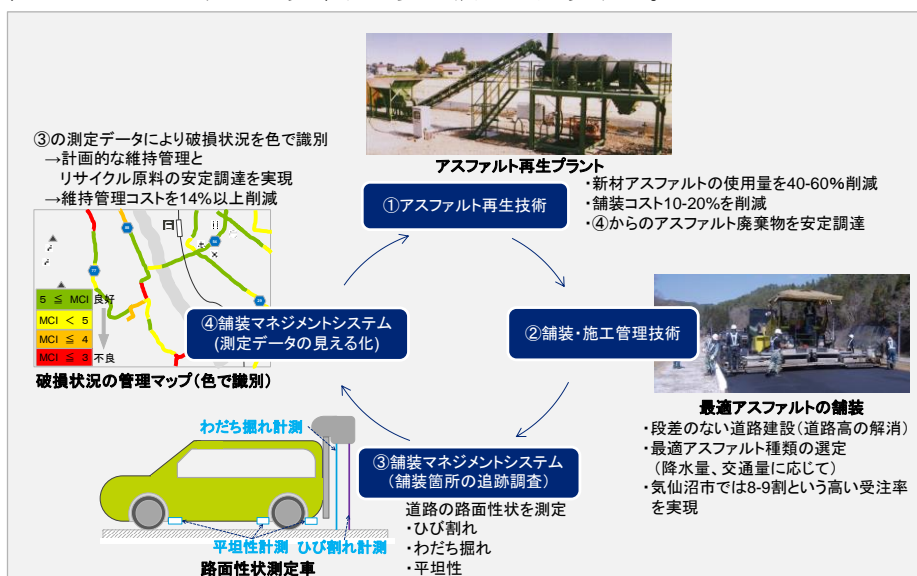 アスファルト再生プラント
③の測定データにより破損状況を色で識別
→計画的な維持管理と
リサイクル原料の安定調達を実現
→維持管理コストを14%以上削減
①アスファルト再生技術
・新材アスファルトの使用量を40-60%削減
・舗装コスト10-20%を削減
・④からのアスファルト廃棄物を安定調達
5 ≦ MCI 良好
MCI < 5
MCI ≦ 4
MCI ≦ 3 不良
破損状況の管理マップ(色で識別)
④舗装マネジメントシステム
(測定データの見える化)
②舗装・施工管理技術
最適アスファルトの舗装
・段差のない道路建設(道路高の解消)
・最適アスファルト種類の選定
(降水量、交通量に応じて)
・気仙沼市では8-9割という高い受注率
を実現
③舗装マネジメントシステム
(舗装箇所の追跡調査)
道路の路面性状を測定
・ひび割れ
・わだち掘れ
・平坦性
わだち掘れ計測
平坦性計測 ひび割れ計測
路面性状測定車